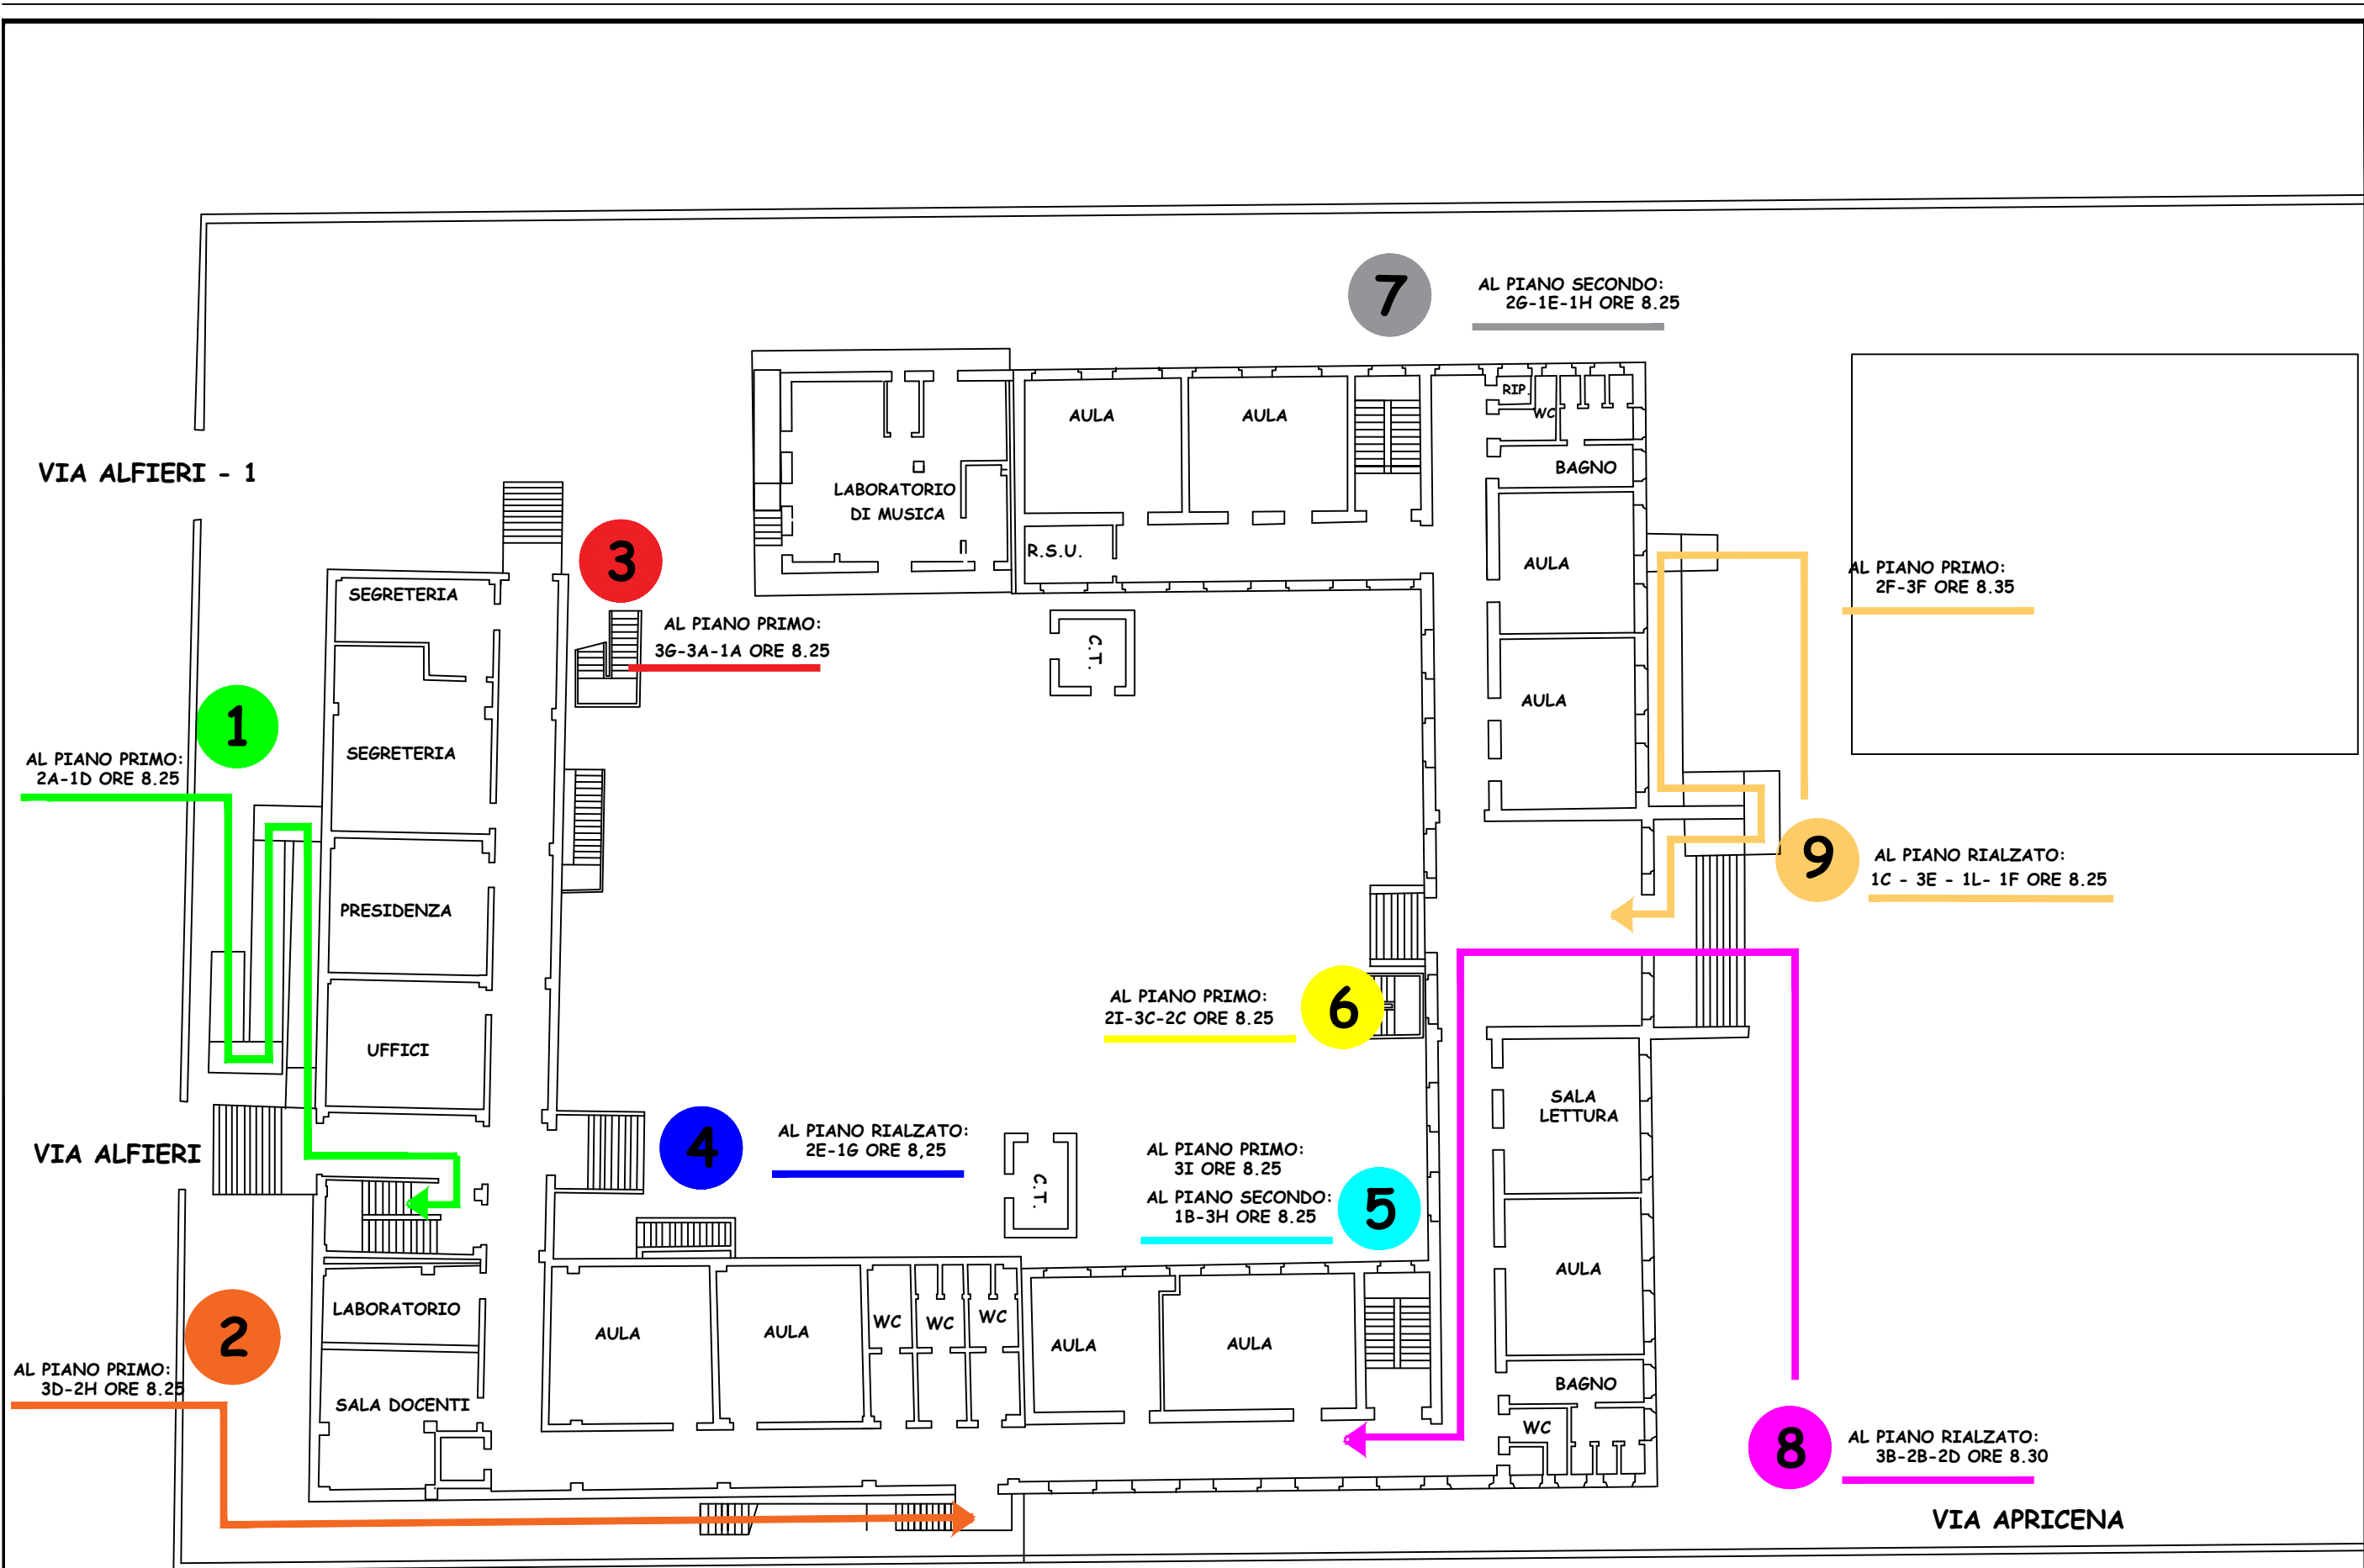 7
AL PIANO SECONDO:
2G-1E-1H ORE 8.25
RIP.
WC
AULA
AULA
BAGNO
VIA ALFIERI - 1
LABORATORIO
DI MUSICA
R.S.U.
3
AULA
AL PIANO PRIMO:
2F-3F ORE 8.35
SEGRETERIA
AL PIANO PRIMO:
3G-3A-1A ORE 8.25
C.T.
AULA
1
SEGRETERIA
AL PIANO PRIMO:
2A-1D ORE 8.25
9
AL PIANO RIALZATO:
1C - 3E - 1L- 1F ORE 8.25
PRESIDENZA
AL PIANO PRIMO:
2I-3C-2C ORE 8.25
6
UFFICI
SALA
LETTURA
VIA ALFIERI
4
AL PIANO RIALZATO:
2E-1G ORE 8,25
C.T.
AL PIANO PRIMO:
3I ORE 8.25
AL PIANO SECONDO:
1B-3H ORE 8.25
5
AULA
LABORATORIO
2
AULA
AULA
WC
WC
WC
AULA
AULA
AL PIANO PRIMO:
3D-2H ORE 8.25
SALA DOCENTI
BAGNO
WC
8
AL PIANO RIALZATO:
3B-2B-2D ORE 8.30
VIA APRICENA